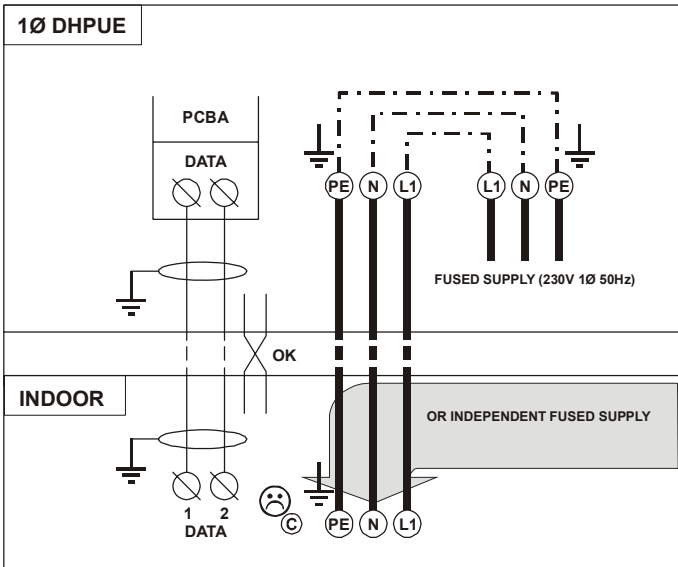 1Ø DHPUE
PCBA
DATA
PE N L1 L1 N PE
FUSED SUPPLY (230V 1Ø 50Hz)
OK
INDOOR
OR INDEPENDENT FUSED SUPPLY
1 2
DATA
C
PE N L1